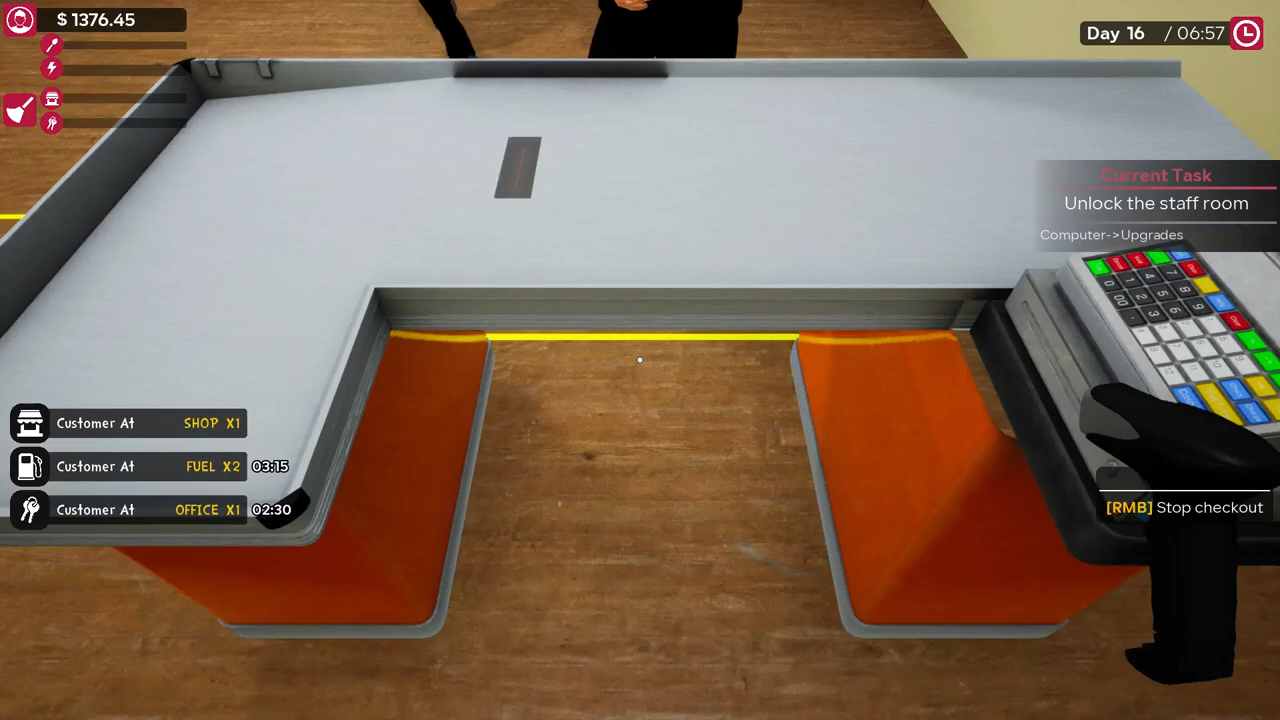 $ 1376.45
Day 16 / 06:57
Current Task
Unlock the staff room
Computer->Upgrades
Customer At SHOP X1
Customer At FUEL X2 03:15
Customer At OFFICE X1 02:30
[RMB] Stop checkout